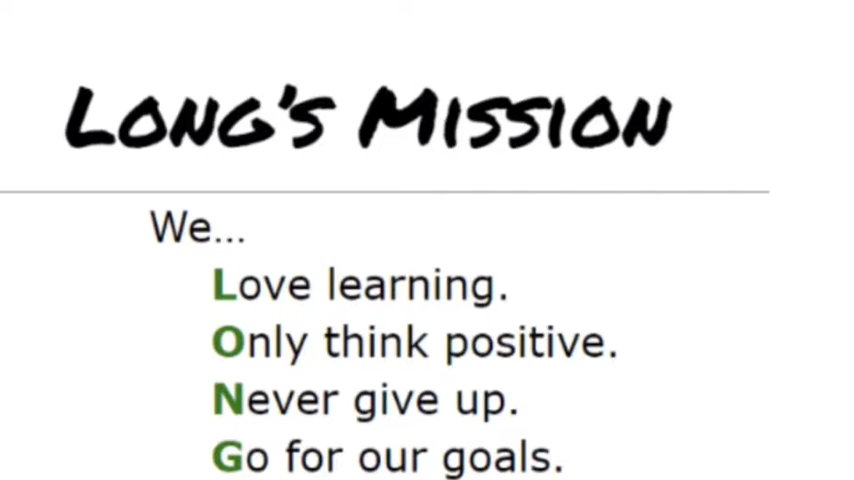 LONG'S MISSION
We...
Love learning.
Only think positive.
Never give up.
Go for our goals.